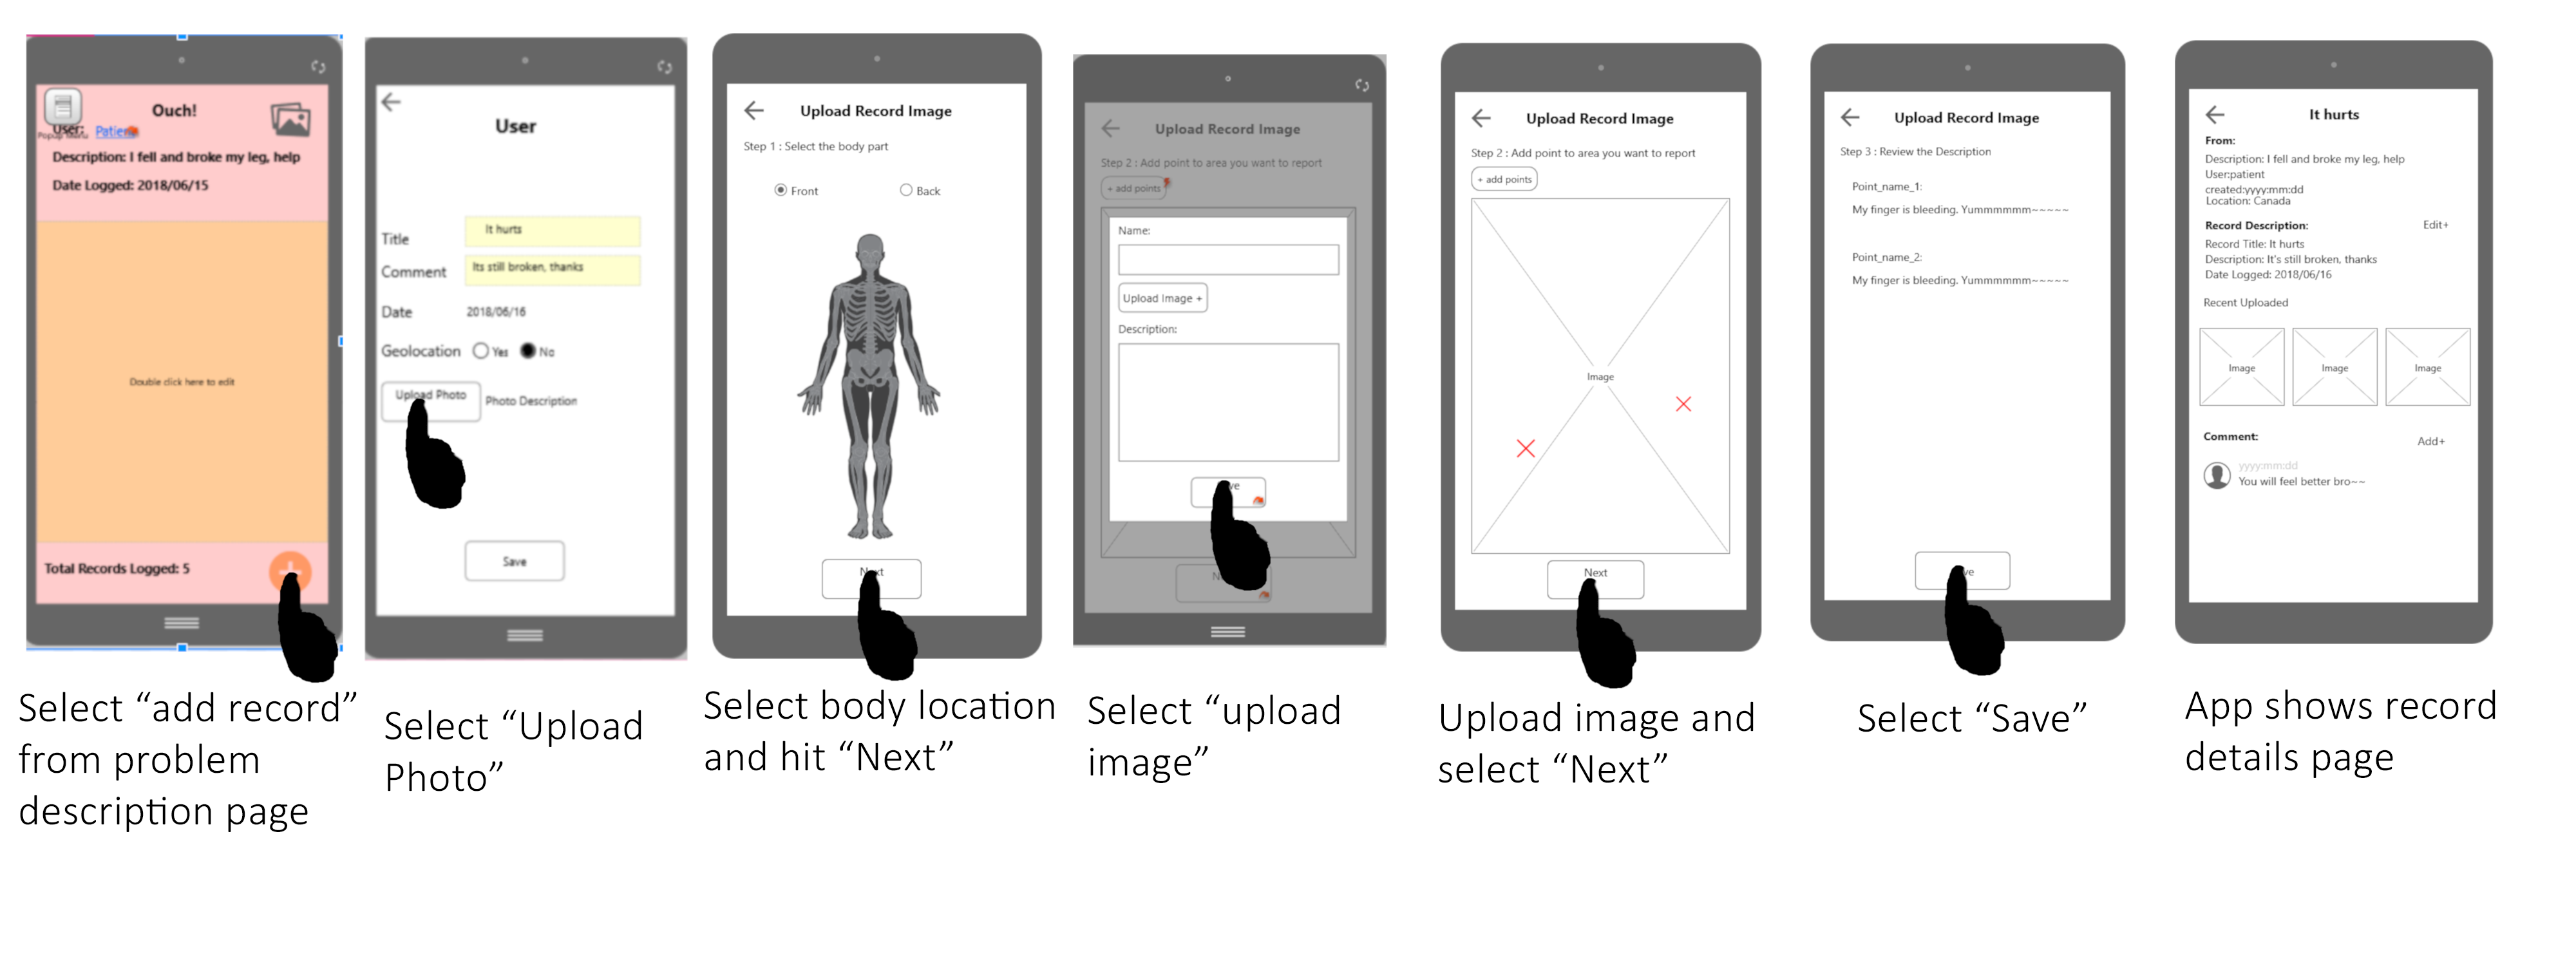 Ouch!
User: Patient
Popup Menu
Description: I fell and broke my leg, help
Date Logged: 2018/06/15
Double click here to edit
Total Records Logged: 5
Select “add record”
from problem
description page
User
Title
It hurts
Comment
Its still broken, thanks
Date
2018/06/16
Geolocation
Yes
No
Upload Photo
Photo Description
Save
Select “Upload
Photo”
Upload Record Image
Step 1 : Select the body part
Front
Back
Next
Select body location
and hit “Next”
Upload Record Image
Step 2 : Add point to area you want to report
+ add points
Name:
Upload Image +
Description:
Select “upload
image”
Upload Record Image
Step 2 : Add point to area you want to report
+ add points
Image
Next
Upload image and
select “Next”
Upload Record Image
Step 3 : Review the Description
Point_name_1:
My finger is bleeding. Yummmmmm~~~~~
Point_name_2:
My finger is bleeding. Yummmmmm~~~~~
Select “Save”
It hurts
From:
Description: I fell and broke my leg, help
User:patient
created:yyyy:mm:dd
Location: Canada
Record Description:
Edit+
Record Title: It hurts
Description: It's still broken, thanks
Date Logged: 2018/06/16
Recent Uploaded
Image
Image
Image
Comment:
Add+
yyyy:mm:dd
You will feel better bro~~
App shows record
details page